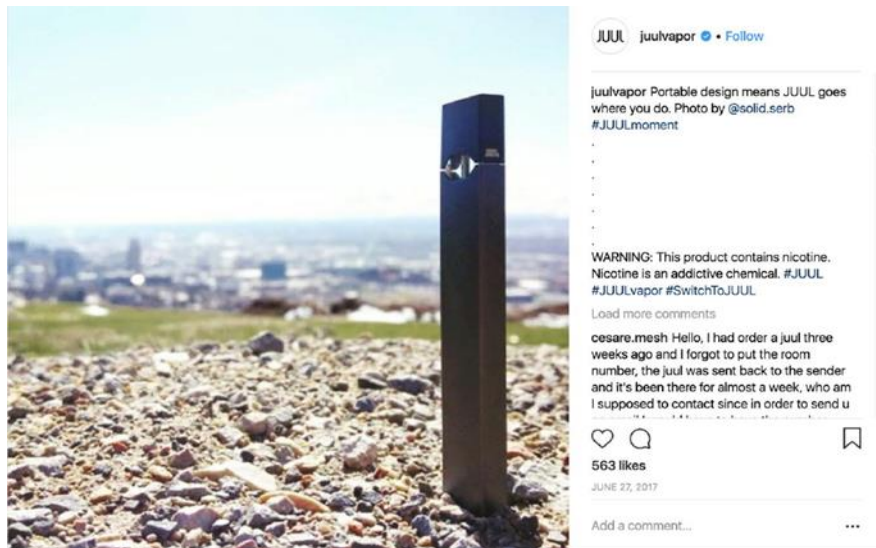 JUUL juulvapor • Follow
juulvapor Portable design means JUUL goes
where you do. Photo by @solid.serb
#JUULmoment
.
.
.
.
.
.
.
WARNING: This product contains nicotine.
Nicotine is an addictive chemical. #JUUL
#JUULvapor #SwitchToJUUL
Load more comments
cesare.mesh Hello, I had order a juul three
weeks ago and I forgot to put the room
number, the juul was sent back to the sender
and it's been there for almost a week, who am
I supposed to contact since in order to send u
563 likes
JUNE 27, 2017
Add a comment...